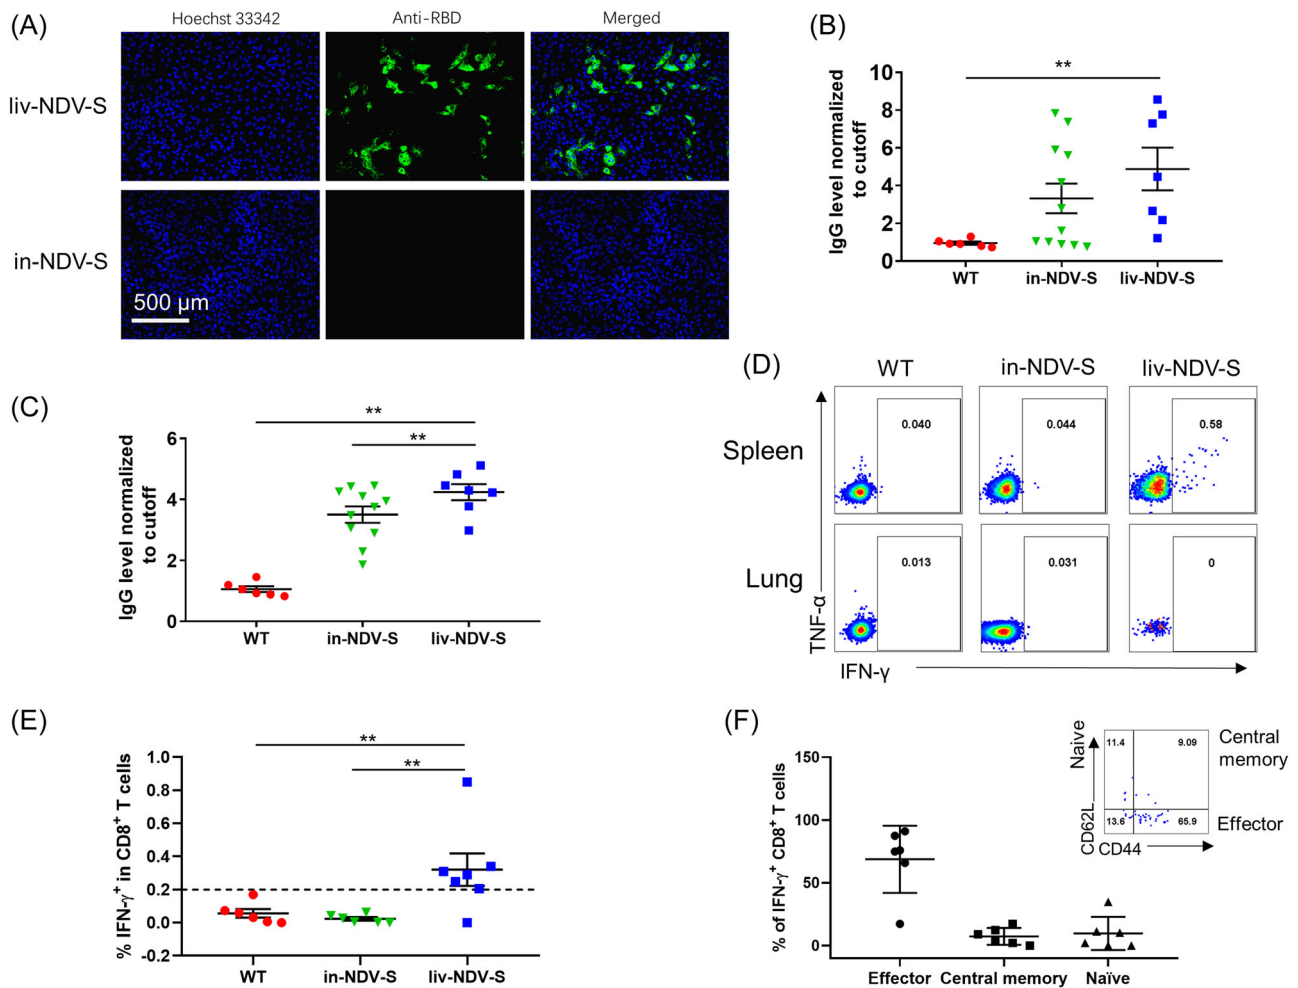 (A)
Hoechst 33342 Anti-RBD Merged
liv-NDV-S
in-NDV-S
500 μm
(B)
**
IgG level normalized
to cutoff
10
8
6
4
2
0
WT in-NDV-S liv-NDV-S
(C)
**
**
IgG level normalized
to cutoff
6
4
2
0
WT in-NDV-S liv-NDV-S
(D)
WT in-NDV-S liv-NDV-S
Spleen
0.040 0.044 0.58
Lung
0.013 0.031 0
TNF-α
IFN-γ
(E)
**
**
% IFN-γ+ in CD8+ T cells
1.0
0.8
0.6
0.4
0.2
0.0
-0.2
WT in-NDV-S liv-NDV-S
(F)
% of IFN-γ+ CD8+ T cells
150
100
50
0
Effector Central memory Naïve
Naive
11.4 9.09
Central
memory
13.6 65.9
Effector
CD62L
CD44